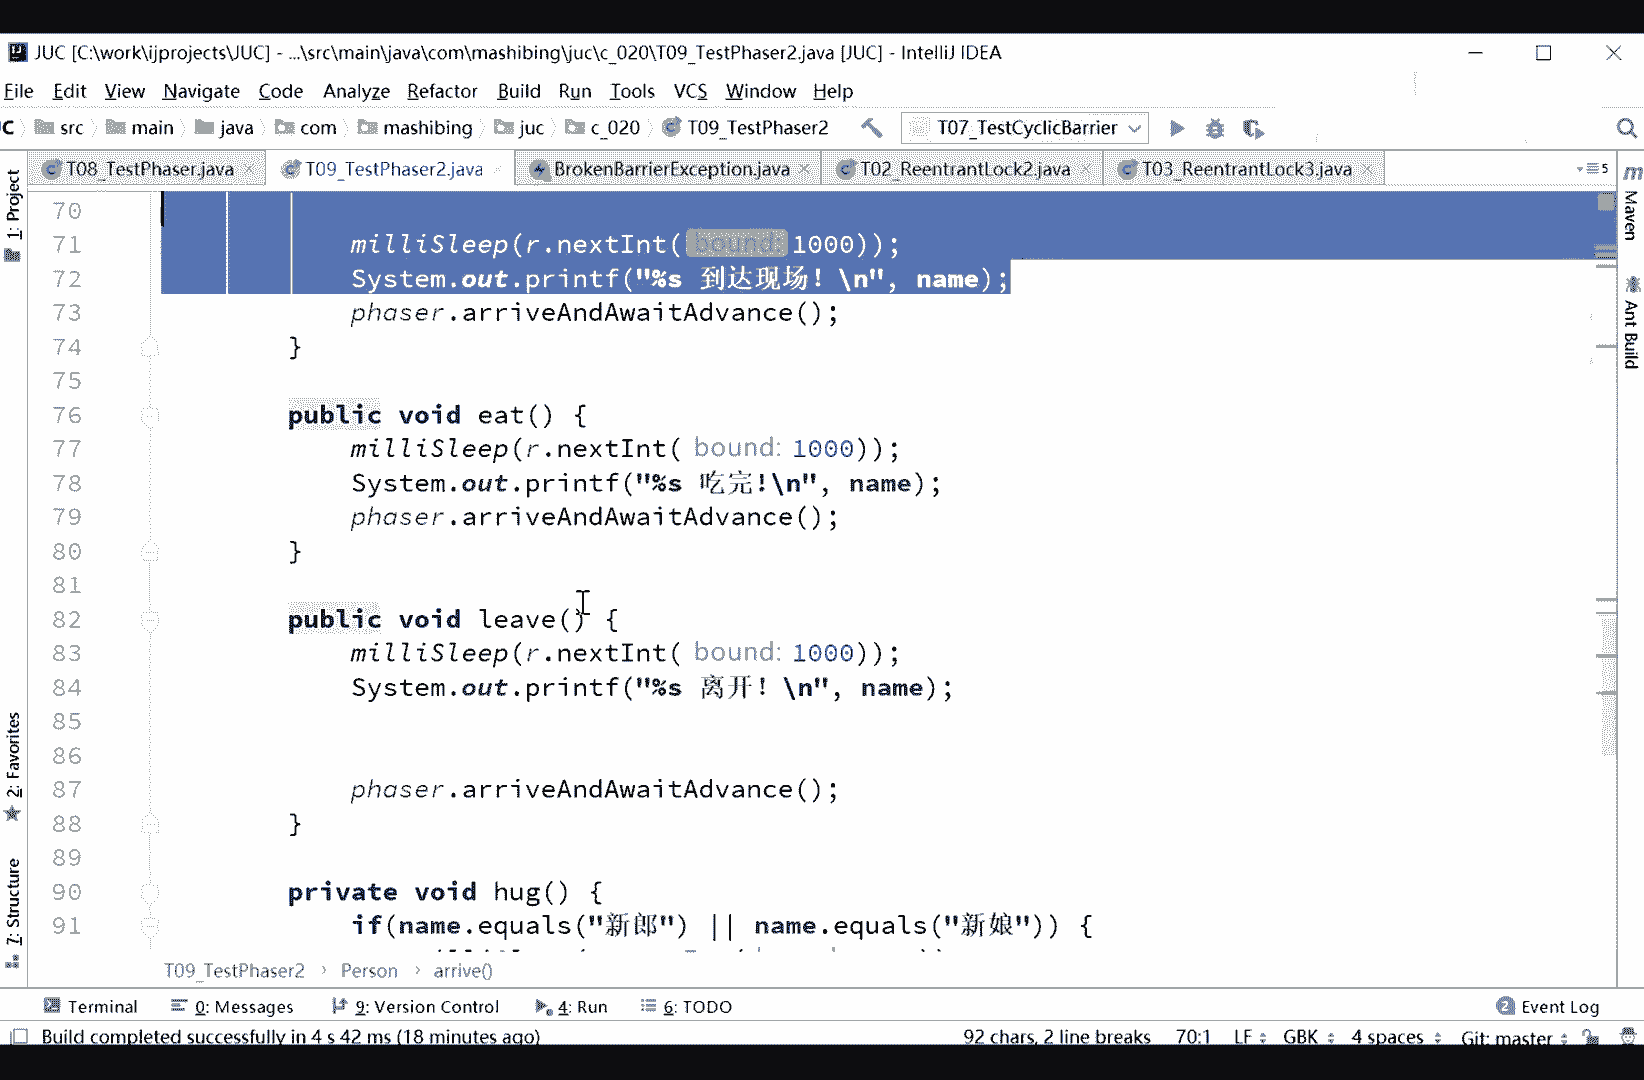 JUC [C:\work\ijprojects\JUC] - ...\src\main\java\com\mashibing\juc\c_020\T09_TestPhaser2.java [JUC] - IntelliJ IDEA
File Edit View Navigate Code Analyze Refactor Build Run Tools VCS Window Help
src main java com mashibing juc c_020 T09_TestPhaser2 T07_TestCyclicBarrier
T08_TestPhaser.java T09_TestPhaser2.java BrokenBarrierException.java T02_ReentrantLock2.java T03_ReentrantLock3.java 5
1: Project
2: Favorites
7: Structure
Maven
Ant Build
70
71 milliSleep(r.nextInt( bound: 1000));
72 System.out.printf("%s 到达现场！\n", name);
73 phaser.arriveAndAwaitAdvance();
74 }
75
76 public void eat() {
77 milliSleep(r.nextInt( bound: 1000));
78 System.out.printf("%s 吃完!\n", name);
79 phaser.arriveAndAwaitAdvance();
80 }
81
82 public void leave() {
83 milliSleep(r.nextInt( bound: 1000));
84 System.out.printf("%s 离开！\n", name);
85
86
87 phaser.arriveAndAwaitAdvance();
88 }
89
90 private void hug() {
91 if(name.equals("新郎") || name.equals("新娘")) {
T09_TestPhaser2 › Person › arrive()
Terminal 0: Messages 9: Version Control 4: Run 6: TODO 2 Event Log
Build completed successfully in 4 s 42 ms (18 minutes ago) 92 chars, 2 line breaks 70:1 LF GBK 4 spaces Git: master